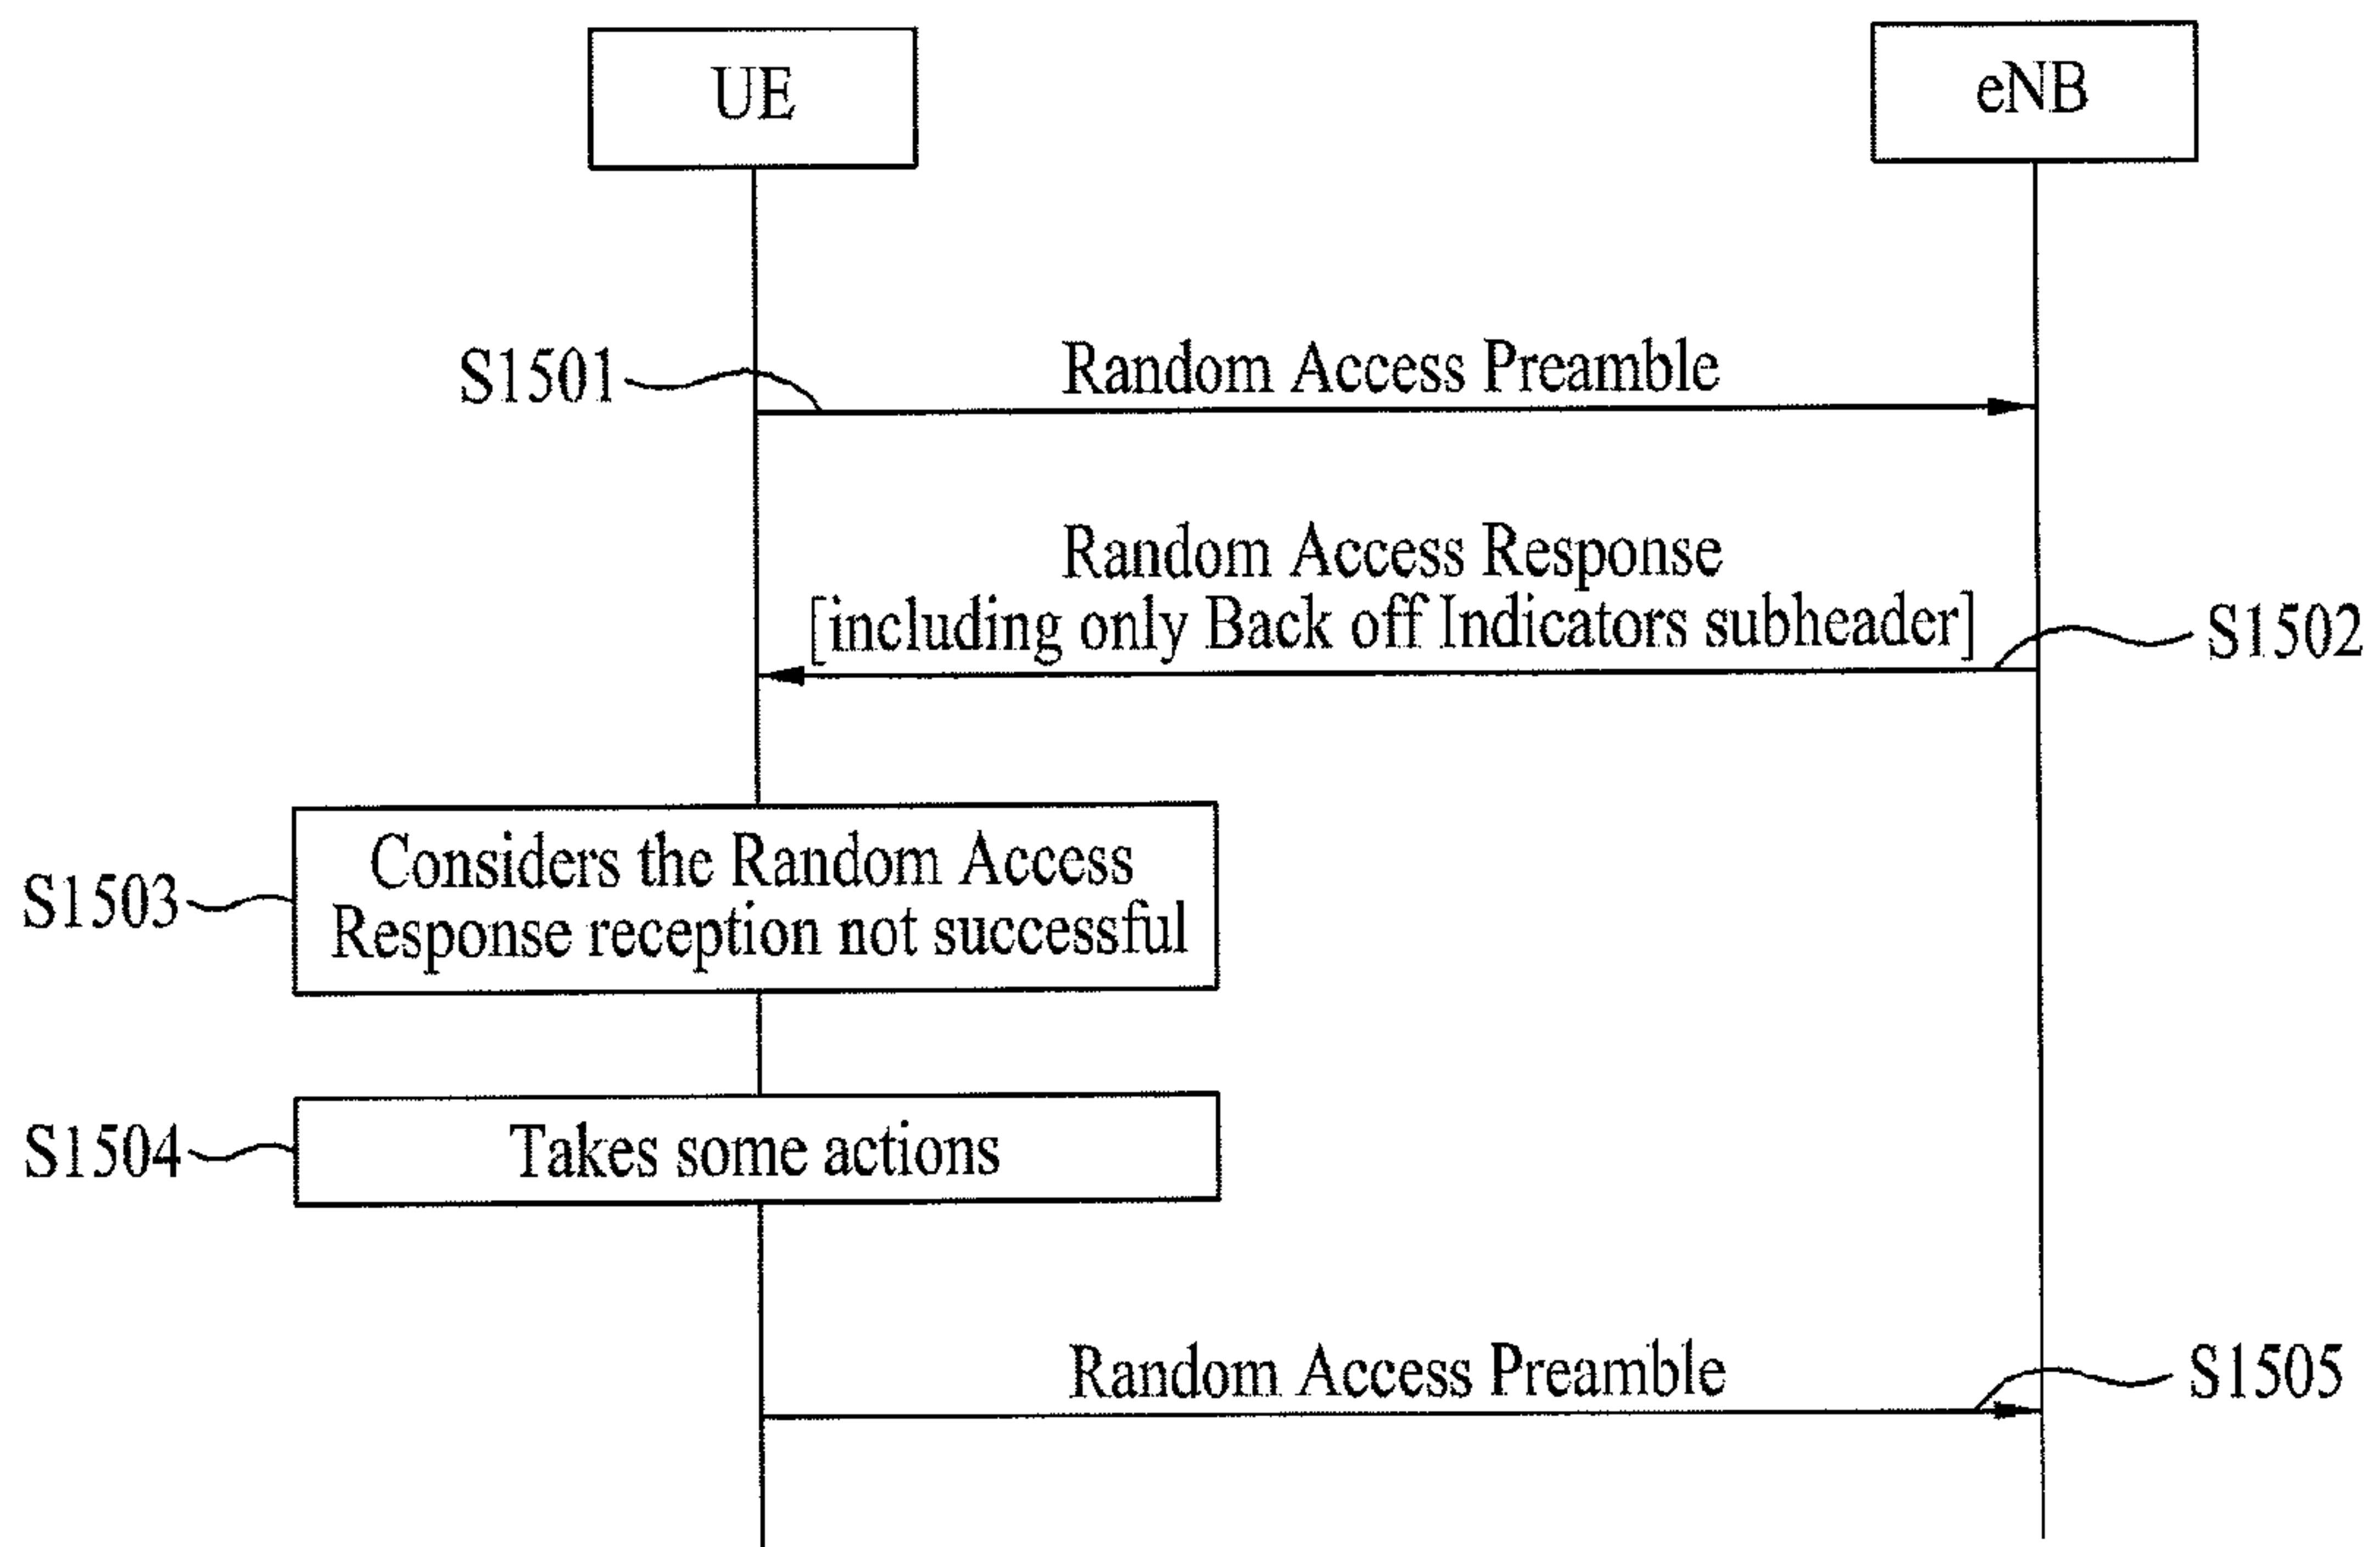 UE
eNB
S1501
Random Access Preamble
Random Access Response
[including only Back off Indicators subheader]
S1502
S1503
Considers the Random Access
Response reception not successful
S1504
Takes some actions
Random Access Preamble
S1505